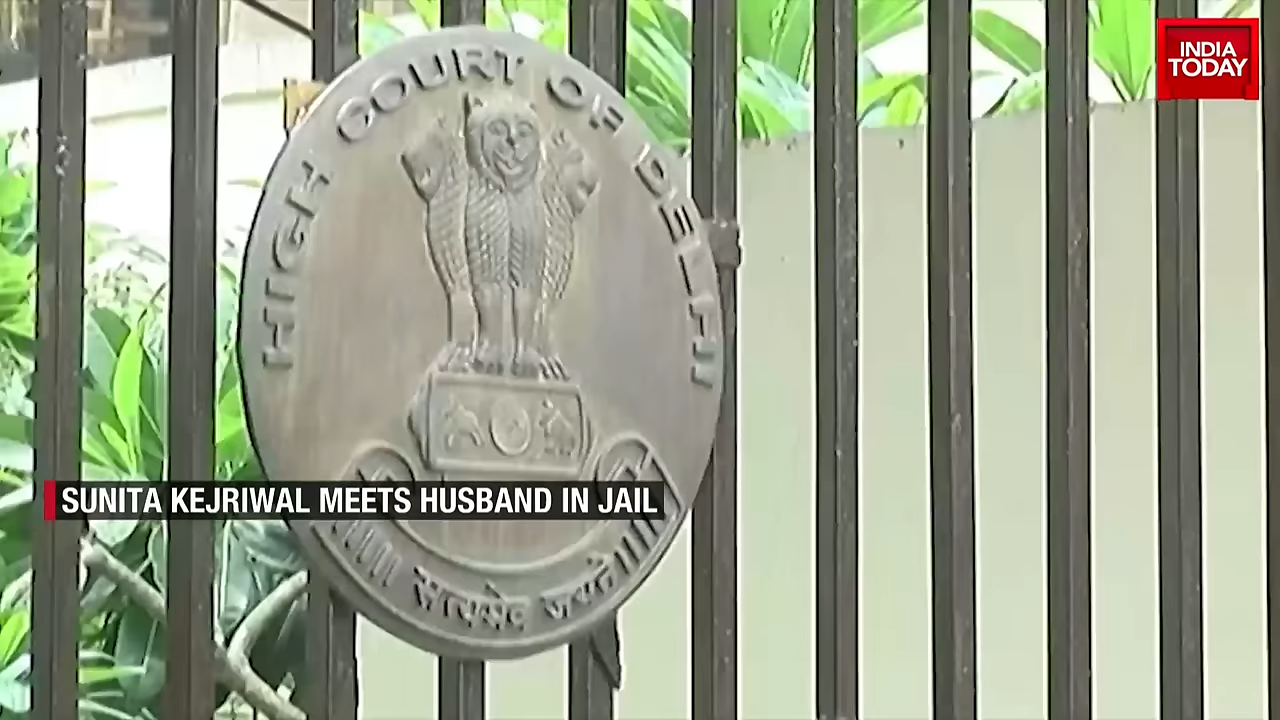 INDIA
TODAY
HIGH COURT OF DELHI
SUNITA KEJRIWAL MEETS HUSBAND IN JAIL
सत्यमेव जयते